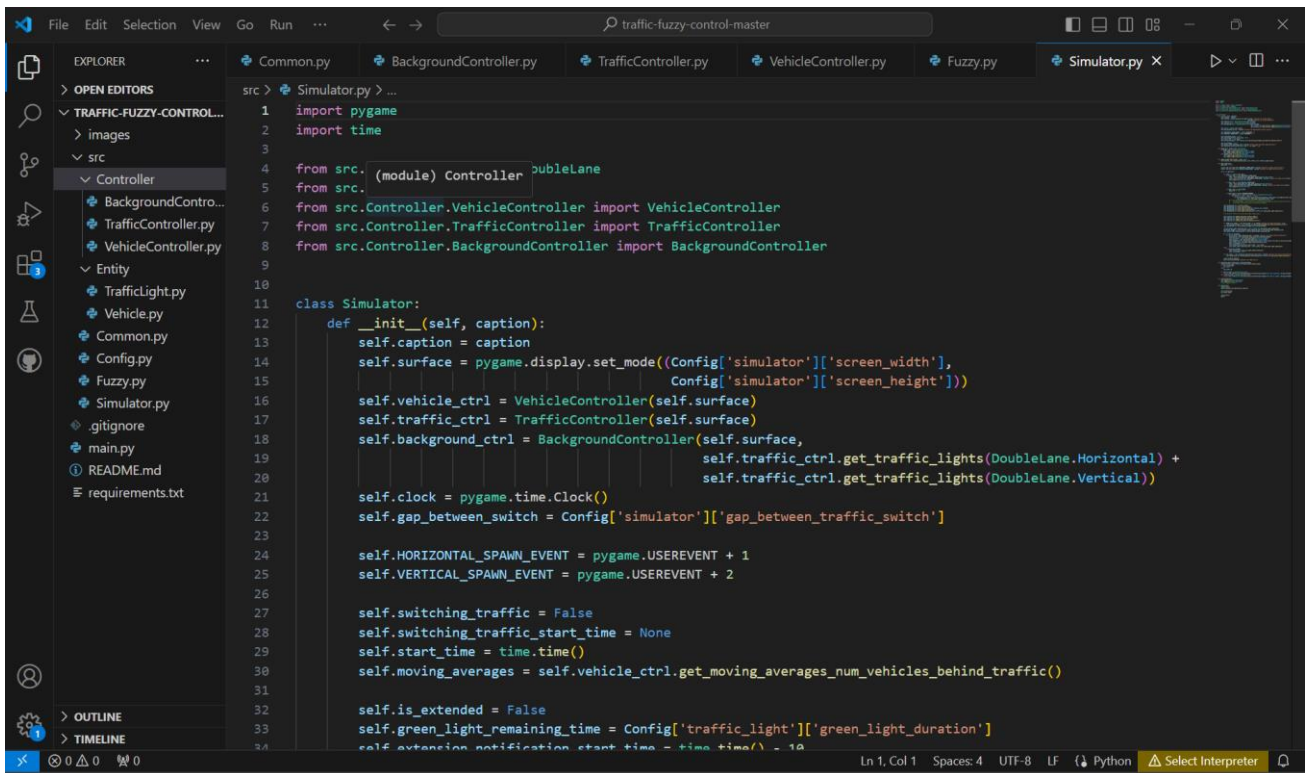 File Edit Selection View Go Run ... traffic-fuzzy-control-master
EXPLORER ...
OPEN EDITORS
TRAFFIC-FUZZY-CONTROL...
images
src
Controller
BackgroundContro...
TrafficController.py
VehicleController.py
Entity
TrafficLight.py
Vehicle.py
Common.py
Config.py
Fuzzy.py
Simulator.py
.gitignore
main.py
README.md
requirements.txt
OUTLINE
TIMELINE
3
1
Common.py BackgroundController.py TrafficController.py VehicleController.py Fuzzy.py Simulator.py
src > Simulator.py > ...
1 import pygame
2 import time
3
4 from src. oubleLane
(module) Controller
5 from src.
6 from src.Controller.VehicleController import VehicleController
7 from src.Controller.TrafficController import TrafficController
8 from src.Controller.BackgroundController import BackgroundController
9
10
11 class Simulator:
12 def __init__(self, caption):
13 self.caption = caption
14 self.surface = pygame.display.set_mode((Config['simulator']['screen_width'],
15 Config['simulator']['screen_height']))
16 self.vehicle_ctrl = VehicleController(self.surface)
17 self.traffic_ctrl = TrafficController(self.surface)
18 self.background_ctrl = BackgroundController(self.surface,
19 self.traffic_ctrl.get_traffic_lights(DoubleLane.Horizontal) +
20 self.traffic_ctrl.get_traffic_lights(DoubleLane.Vertical))
21 self.clock = pygame.time.Clock()
22 self.gap_between_switch = Config['simulator']['gap_between_traffic_switch']
23
24 self.HORIZONTAL_SPAWN_EVENT = pygame.USEREVENT + 1
25 self.VERTICAL_SPAWN_EVENT = pygame.USEREVENT + 2
26
27 self.switching_traffic = False
28 self.switching_traffic_start_time = None
29 self.start_time = time.time()
30 self.moving_averages = self.vehicle_ctrl.get_moving_averages_num_vehicles_behind_traffic()
31
32 self.is_extended = False
33 self.green_light_remaining_time = Config['traffic_light']['green_light_duration']
34 self.extension_notification_start_time = time.time() - 10
0 0 0 Ln 1, Col 1 Spaces: 4 UTF-8 LF Python Select Interpreter